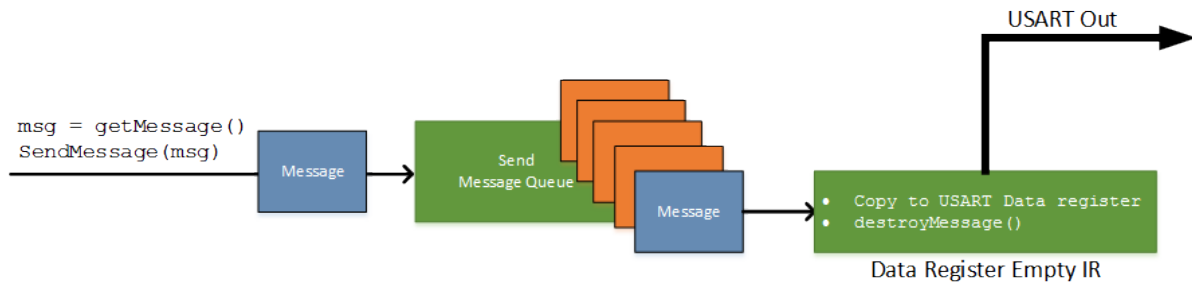 USART Out
msg = getMessage()
SendMessage(msg)
Message
Send
Message Queue
Message
• Copy to USART Data register
• destroyMessage()
Data Register Empty IR